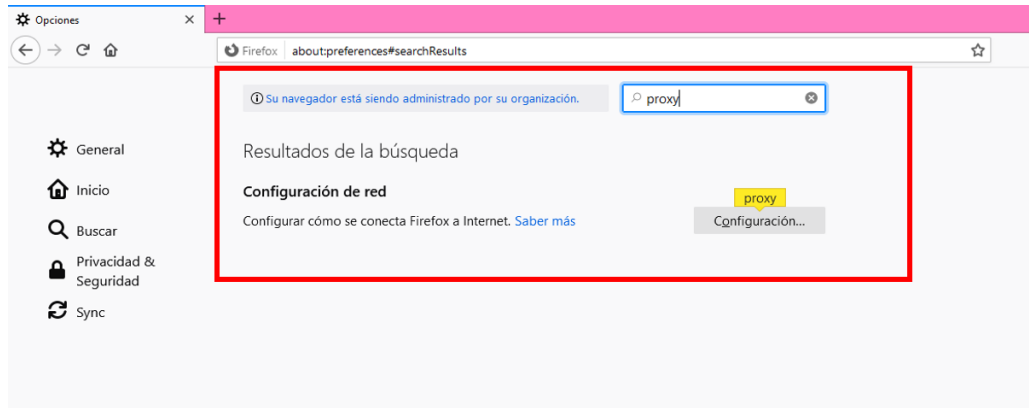 Opciones
Firefox about:preferences#searchResults
Su navegador está siendo administrado por su organización.
proxy
General
Inicio
Buscar
Privacidad &
Seguridad
Sync
Resultados de la búsqueda
Configuración de red
proxy
Configurar cómo se conecta Firefox a Internet. Saber más
Configuración...